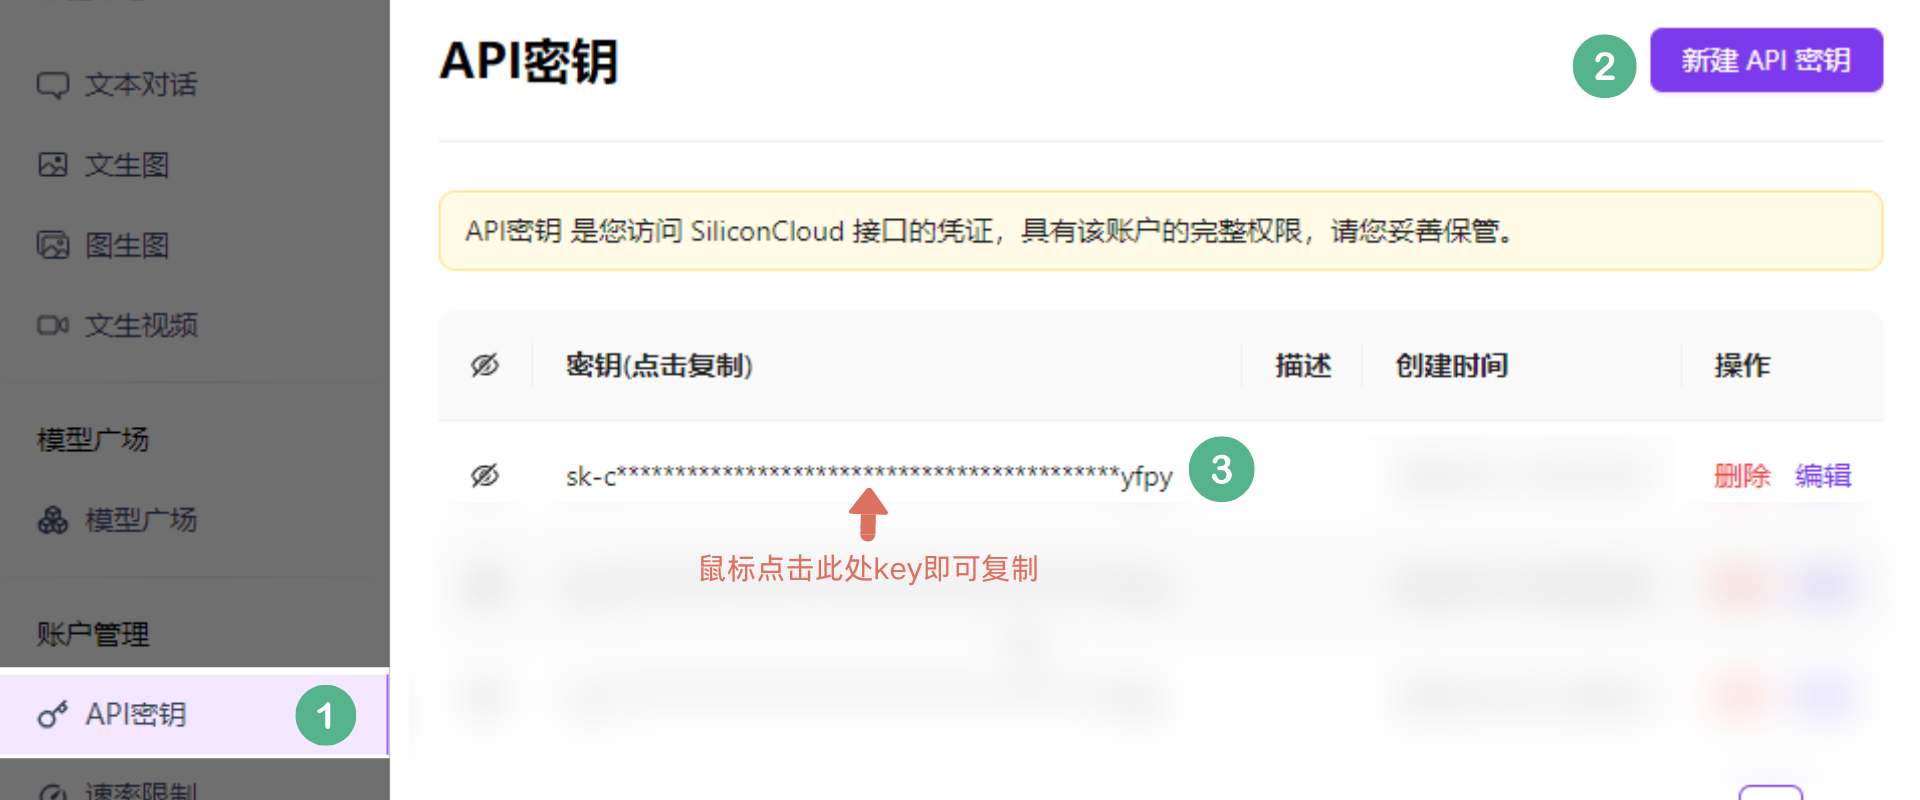 文本对话
文生图
图生图
文生视频
模型广场
模型广场
账户管理
API密钥
1
速率限制
API密钥
2
新建 API 密钥
API密钥 是您访问 SiliconCloud 接口的凭证，具有该账户的完整权限，请您妥善保管。
密钥(点击复制)
描述
创建时间
操作
sk-c*******************************************yfpy
3
删除 编辑
鼠标点击此处key即可复制